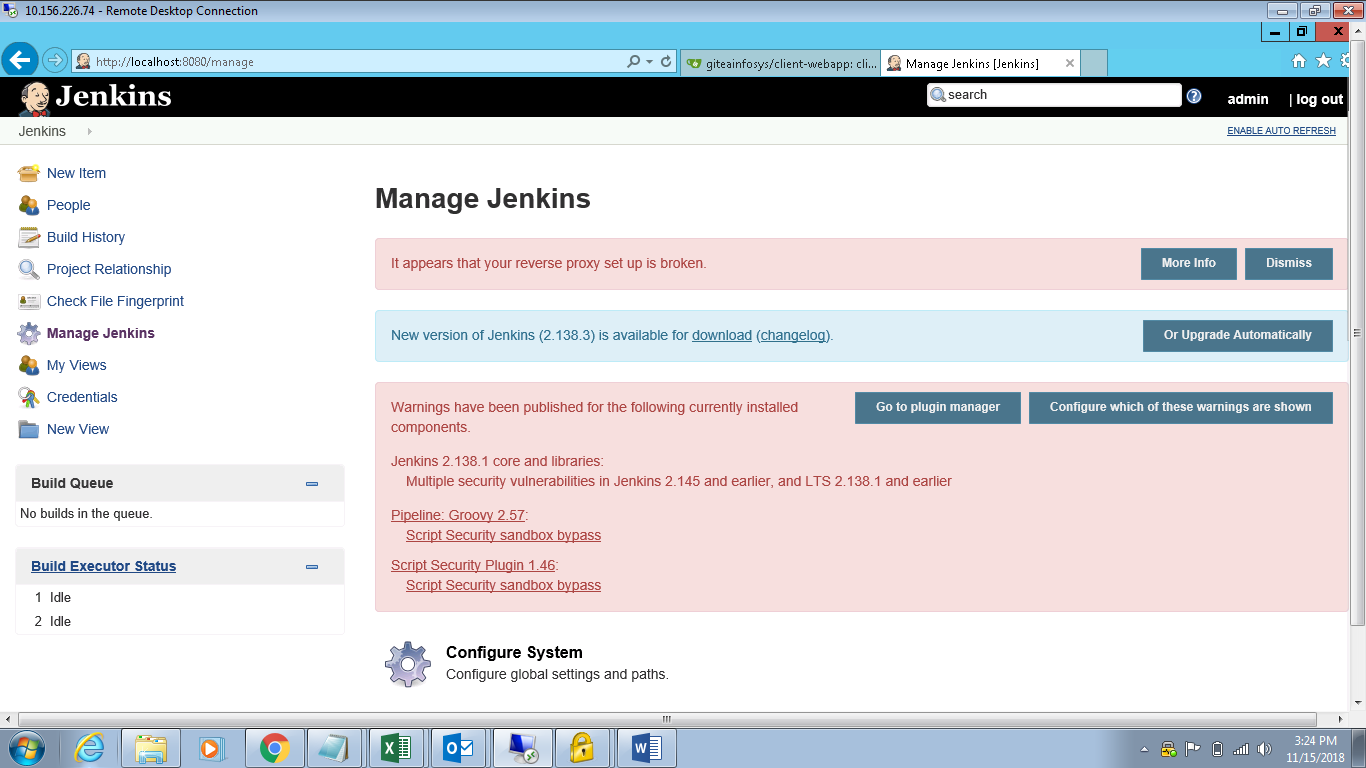 10.156.226.74 - Remote Desktop Connection
http://localhost:8080/manage
giteainfosys/client-webapp: cli...
Manage Jenkins [Jenkins]
Jenkins
search
admin
| log out
Jenkins
ENABLE AUTO REFRESH
New Item
People
Build History
Project Relationship
Check File Fingerprint
Manage Jenkins
My Views
Credentials
New View
Build Queue
No builds in the queue.
Build Executor Status
1 Idle
2 Idle
Manage Jenkins
It appears that your reverse proxy set up is broken.
More Info
Dismiss
New version of Jenkins (2.138.3) is available for download (changelog).
Or Upgrade Automatically
Warnings have been published for the following currently installed
components.
Go to plugin manager
Configure which of these warnings are shown
Jenkins 2.138.1 core and libraries:
Multiple security vulnerabilities in Jenkins 2.145 and earlier, and LTS 2.138.1 and earlier
Pipeline: Groovy 2.57:
Script Security sandbox bypass
Script Security Plugin 1.46:
Script Security sandbox bypass
Configure System
Configure global settings and paths.
3:24 PM
11/15/2018